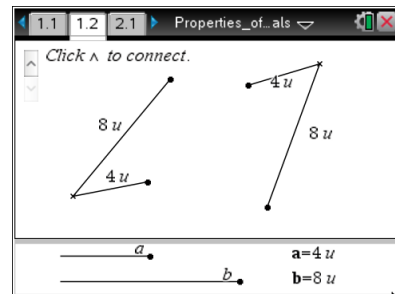 1.1 1.2 2.1 Properties_of...als
Click ^ to connect.
4 u
8 u
8 u
4 u
a a=4 u
b b=8 u